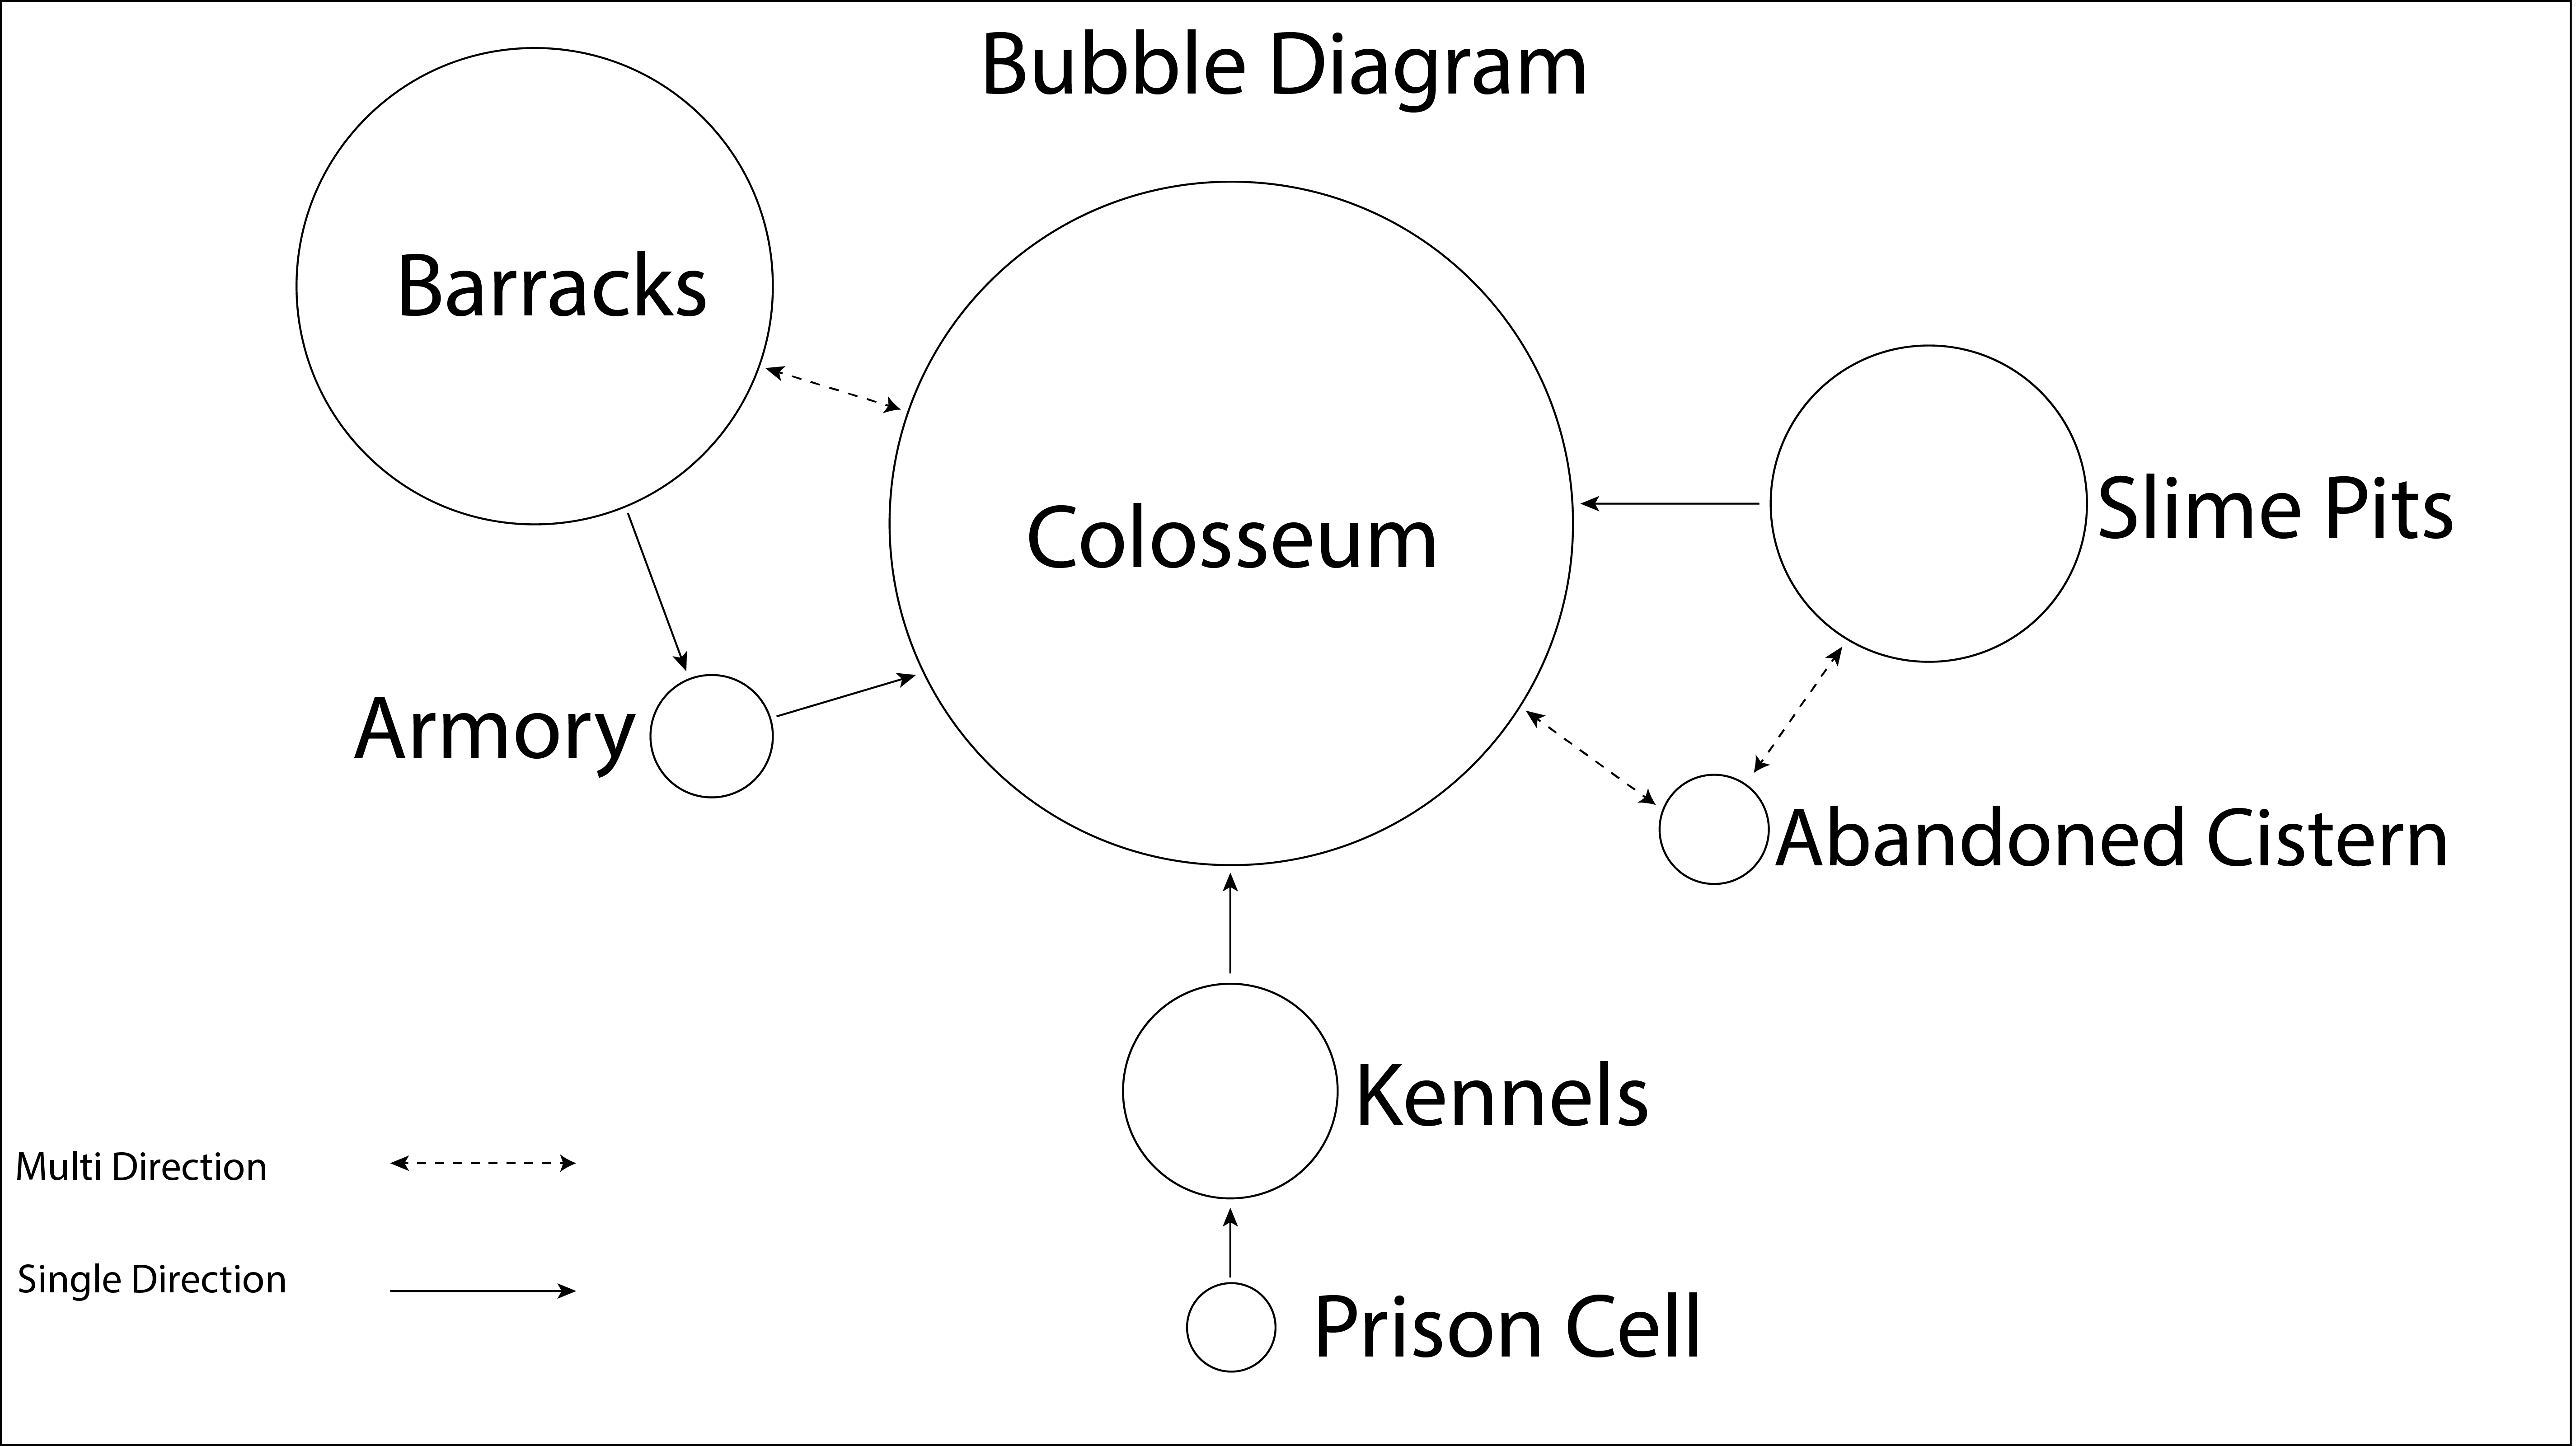 Bubble Diagram
Barracks
Colosseum
Slime Pits
Armory
Abandoned Cistern
Kennels
Multi Direction
Single Direction
Prison Cell